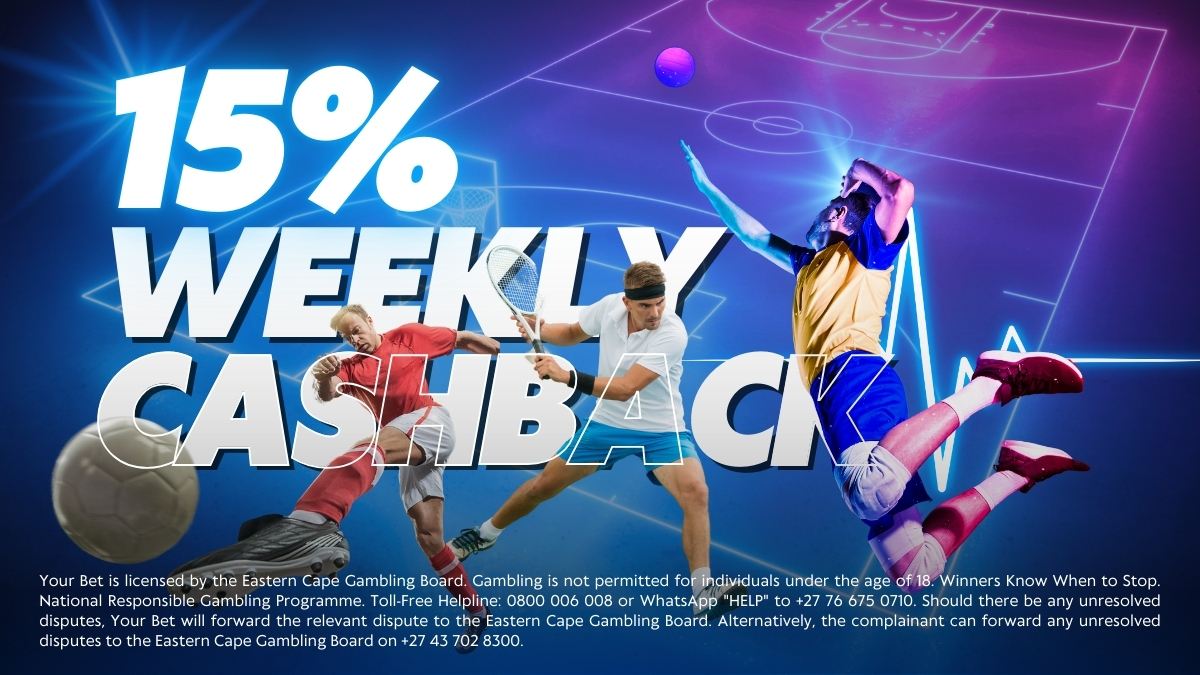 15%
WEEKLY
CASHBACK
Your Bet is licensed by the Eastern Cape Gambling Board. Gambling is not permitted for individuals under the age of 18. Winners Know When to Stop.
National Responsible Gambling Programme. Toll-Free Helpline: 0800 006 008 or WhatsApp "HELP" to +27 76 675 0710. Should there be any unresolved
disputes, Your Bet will forward the relevant dispute to the Eastern Cape Gambling Board. Alternatively, the complainant can forward any unresolved
disputes to the Eastern Cape Gambling Board on +27 43 702 8300.